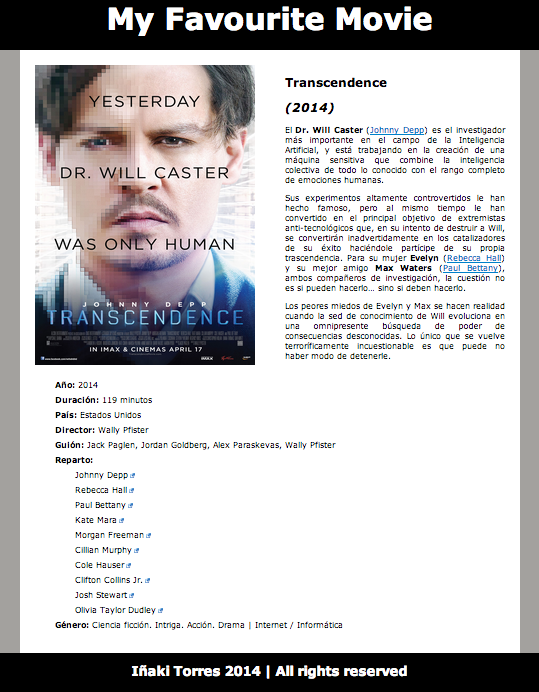 My Favourite Movie
YESTERDAY
DR. WILL CASTER
WAS ONLY HUMAN
JOHNNY DEPP
TRANSCENDENCE
IN IMAX & CINEMAS APRIL 17
IMAX
Transcendence
(2014)
El Dr. Will Caster (Johnny Depp) es el investigador
más importante en el campo de la Inteligencia
Artificial, y está trabajando en la creación de una
máquina sensitiva que combine la inteligencia
colectiva de todo lo conocido con el rango completo
de emociones humanas.
Sus experimentos altamente controvertidos le han
hecho famoso, pero al mismo tiempo le han
convertido en el principal objetivo de extremistas
anti-tecnológicos que, en su intento de destruir a Will,
se convertirán inadvertidamente en los catalizadores
de su éxito haciéndole partícipe de su propia
trascendencia. Para su mujer Evelyn (Rebecca Hall)
y su mejor amigo Max Waters (Paul Bettany),
ambos compañeros de investigación, la cuestión no
es si pueden hacerlo... sino si deben hacerlo.
Los peores miedos de Evelyn y Max se hacen realidad
cuando la sed de conocimiento de Will evoluciona en
una omnipresente búsqueda de poder de
consecuencias desconocidas. Lo único que se vuelve
terroríficamente incuestionable es que puede no
haber modo de detenerle.
Año: 2014
Duración: 119 minutos
País: Estados Unidos
Director: Wally Pfister
Guión: Jack Paglen, Jordan Goldberg, Alex Paraskevas, Wally Pfister
Reparto:
Johnny Depp
Rebecca Hall
Paul Bettany
Kate Mara
Morgan Freeman
Cillian Murphy
Cole Hauser
Clifton Collins Jr.
Josh Stewart
Olivia Taylor Dudley
Género: Ciencia ficción. Intriga. Acción. Drama | Internet / Informática
Iñaki Torres 2014 | All rights reserved